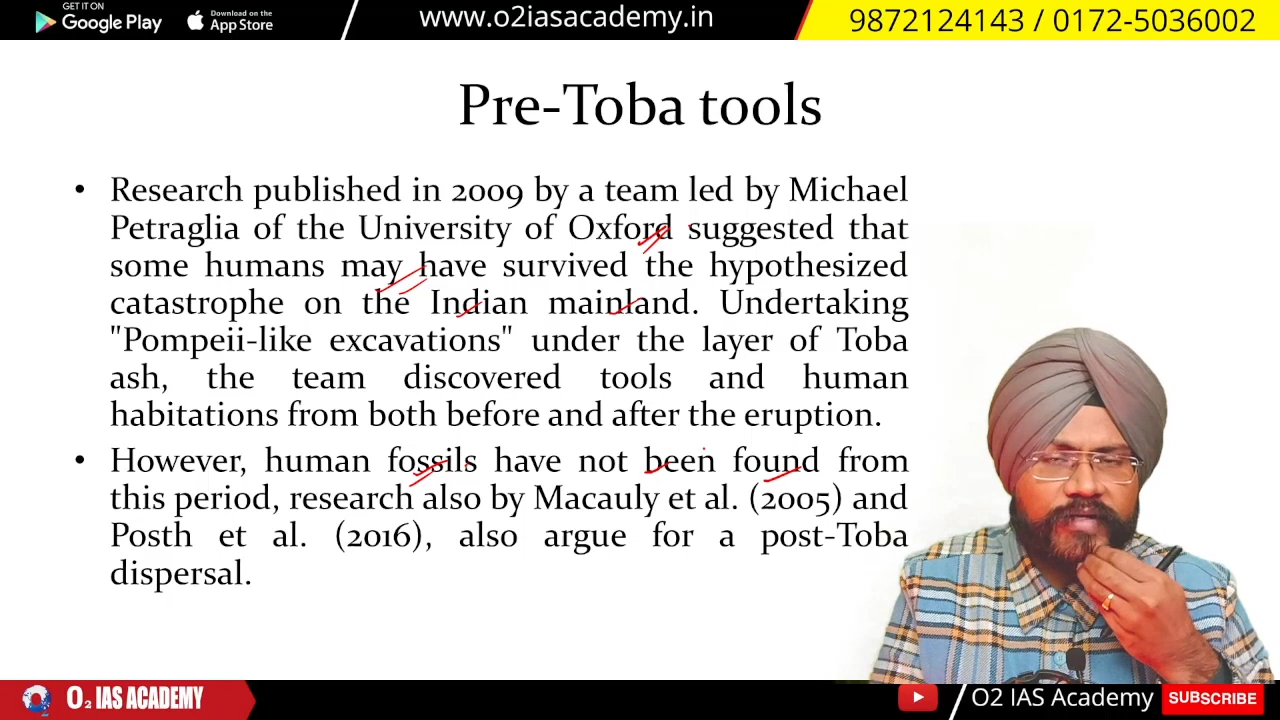 GET IT ON
Google Play
Download on the
App Store
www.o2iasacademy.in
9872124143 / 0172-5036002
Pre-Toba tools
• Research published in 2009 by a team led by Michael
Petraglia of the University of Oxford suggested that
some humans may have survived the hypothesized
catastrophe on the Indian mainland. Undertaking
"Pompeii-like excavations" under the layer of Toba
ash, the team discovered tools and human
habitations from both before and after the eruption.
• However, human fossils have not been found from
this period, research also by Macauly et al. (2005) and
Posth et al. (2016), also argue for a post-Toba
dispersal.
O2 IAS ACADEMY
O2 IAS Academy
SUBSCRIBE